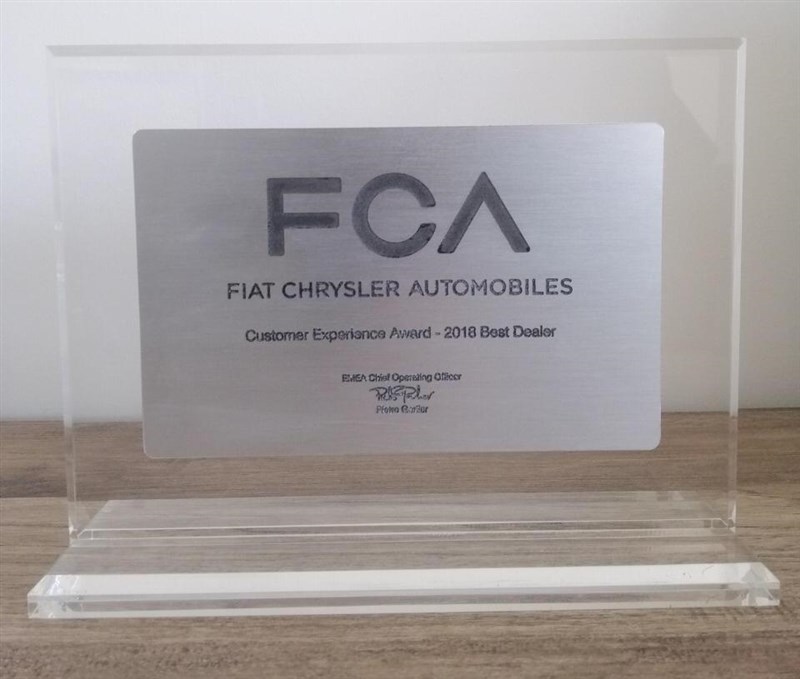 FCA
FIAT CHRYSLER AUTOMOBILES
Customer Experience Award - 2018 Best Dealer
EMEA Chief Operating Officer